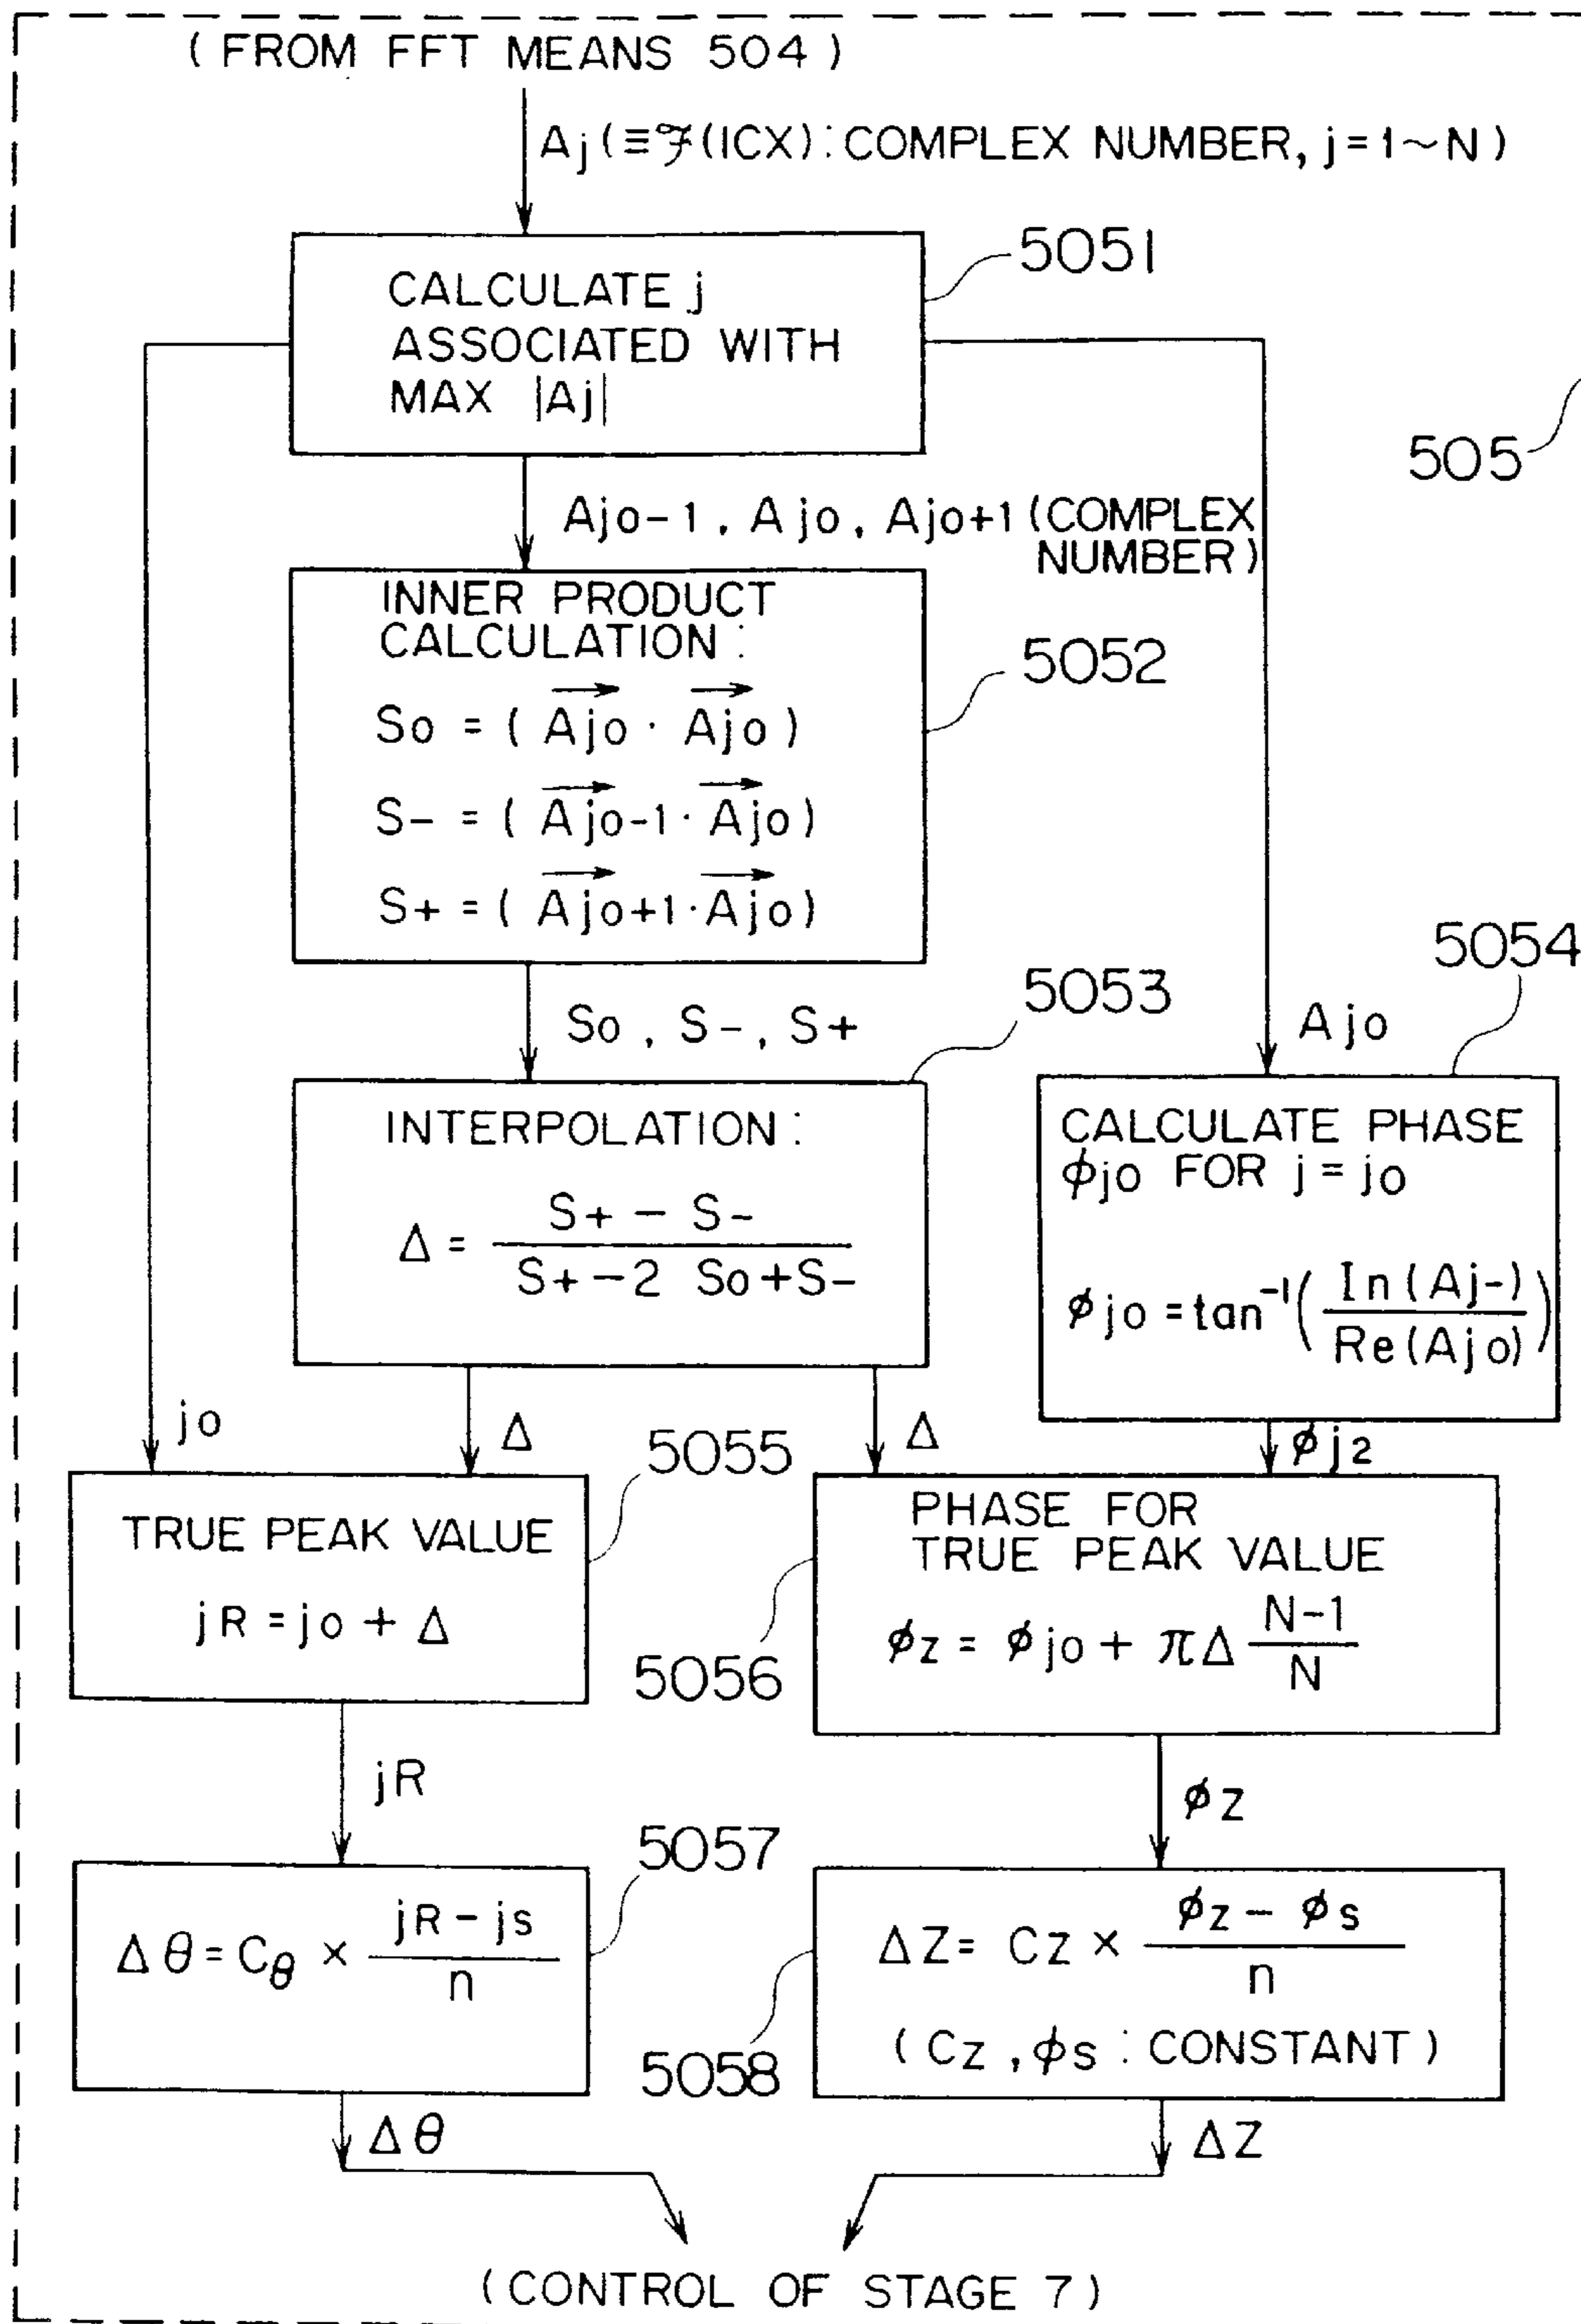 ( FROM FFT MEANS 504 )
Aj (≡ℱ(ICX) : COMPLEX NUMBER, j = 1~N )
5051
CALCULATE j
ASSOCIATED WITH
MAX |Aj|
505
Ajo-1, Ajo, Ajo+1 (COMPLEX
NUMBER)
INNER PRODUCT
CALCULATION :
5052
So = ( Ajo · Ajo )
S- = ( Ajo-1 · Ajo )
S+ = ( Ajo+1 · Ajo )
5054
5053
So , S- , S+
Ajo
INTERPOLATION :
Δ = S+ - S- / S+ -2 So+S-
CALCULATE PHASE
ϕjo FOR j = jo
ϕjo = tan⁻¹( In (Aj-) / Re (Ajo) )
jo
Δ
5055
Δ
ϕj2
TRUE PEAK VALUE
jR = jo + Δ
PHASE FOR
TRUE PEAK VALUE
ϕz = ϕjo + πΔ N-1 / N
5056
jR
ϕz
5057
Δθ = Cθ × jR - js / n
ΔZ = Cz × ϕz - ϕs / n
( Cz , ϕs : CONSTANT )
5058
Δθ
ΔZ
( CONTROL OF STAGE 7 )